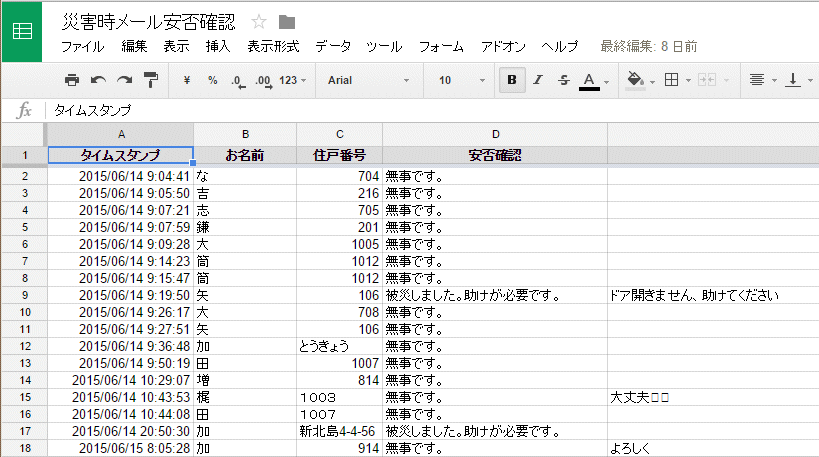 災害時メール安否確認
ファイル 編集 表示 挿入 表示形式 データ ツール フォーム アドオン ヘルプ 最終編集: 8 日前
¥ % .0 .00 123 Arial 10 B I S A
fx タイムスタンプ
A B C D
1 タイムスタンプ お名前 住戸番号 安否確認
2 2015/06/14 9:04:41 な 704 無事です。
3 2015/06/14 9:05:50 吉 216 無事です。
4 2015/06/14 9:07:21 志 705 無事です。
5 2015/06/14 9:07:59 鎌 201 無事です。
6 2015/06/14 9:09:28 大 1005 無事です。
7 2015/06/14 9:14:23 筒 1012 無事です。
8 2015/06/14 9:15:47 筒 1012 無事です。
9 2015/06/14 9:19:50 矢 106 被災しました。助けが必要です。 ドア開きません、助けてください
10 2015/06/14 9:26:17 大 708 無事です。
11 2015/06/14 9:27:51 矢 106 無事です。
12 2015/06/14 9:36:48 加 とうきょう 無事です。
13 2015/06/14 9:50:19 田 1007 無事です。
14 2015/06/14 10:29:07 増 814 無事です。
15 2015/06/14 10:43:53 梶 １００３ 無事です。 大丈夫
16 2015/06/14 10:44:08 田 １００７ 無事です。
17 2015/06/14 20:50:30 加 新北島4-4-56 被災しました。助けが必要です。
18 2015/06/15 8:05:28 加 914 無事です。 よろしく